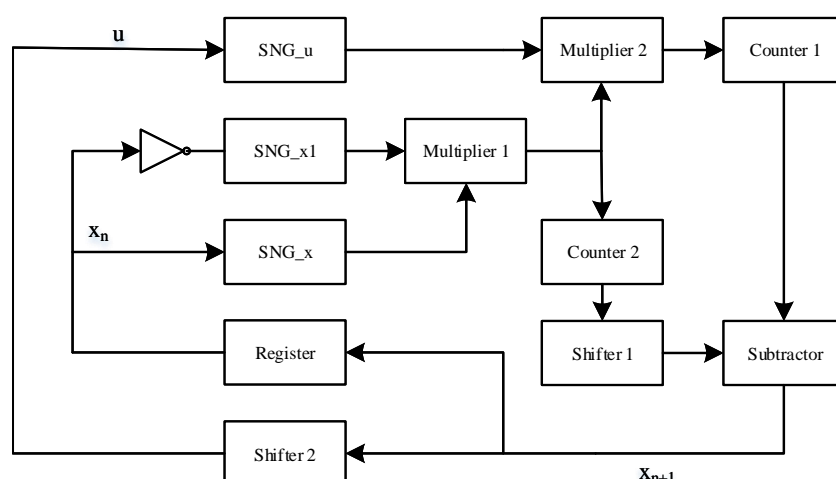 u
SNG_u
Multiplier 2
Counter 1
SNG_x1
Multiplier 1
xₙ
SNG_x
Counter 2
Register
Shifter 1
Subtractor
Shifter 2
xₙ₊₁